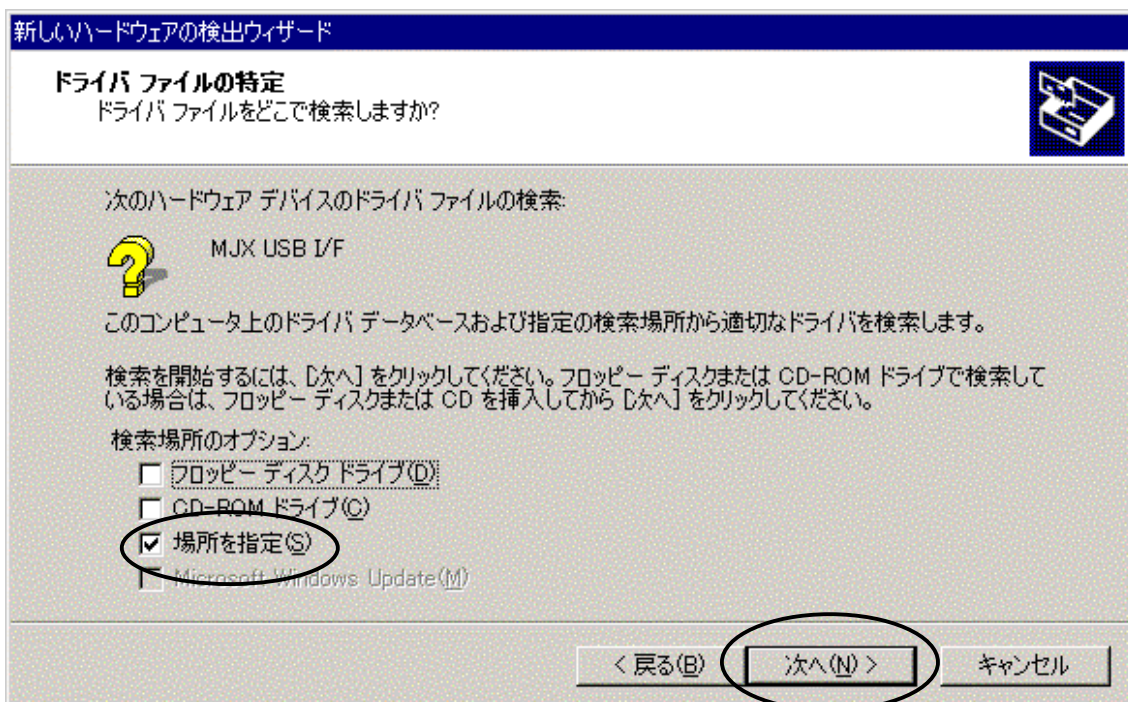 新しいハードウェアの検出ウィザード
ドライバ ファイルの特定
ドライバ ファイルをどこで検索しますか?
次のハードウェア デバイスのドライバ ファイルの検索:
MJX USB I/F
このコンピュータ上のドライバ データベースおよび指定の検索場所から適切なドライバを検索します。
検索を開始するには、[次へ] をクリックしてください。フロッピー ディスクまたは CD-ROM ドライブで検索して
いる場合は、フロッピー ディスクまたは CD を挿入してから [次へ] をクリックしてください。
検索場所のオプション:
フロッピー ディスク ドライブ(D)
CD-ROM ドライブ(C)
場所を指定(S)
Microsoft Windows Update(M)
< 戻る(B) 次へ(N) > キャンセル